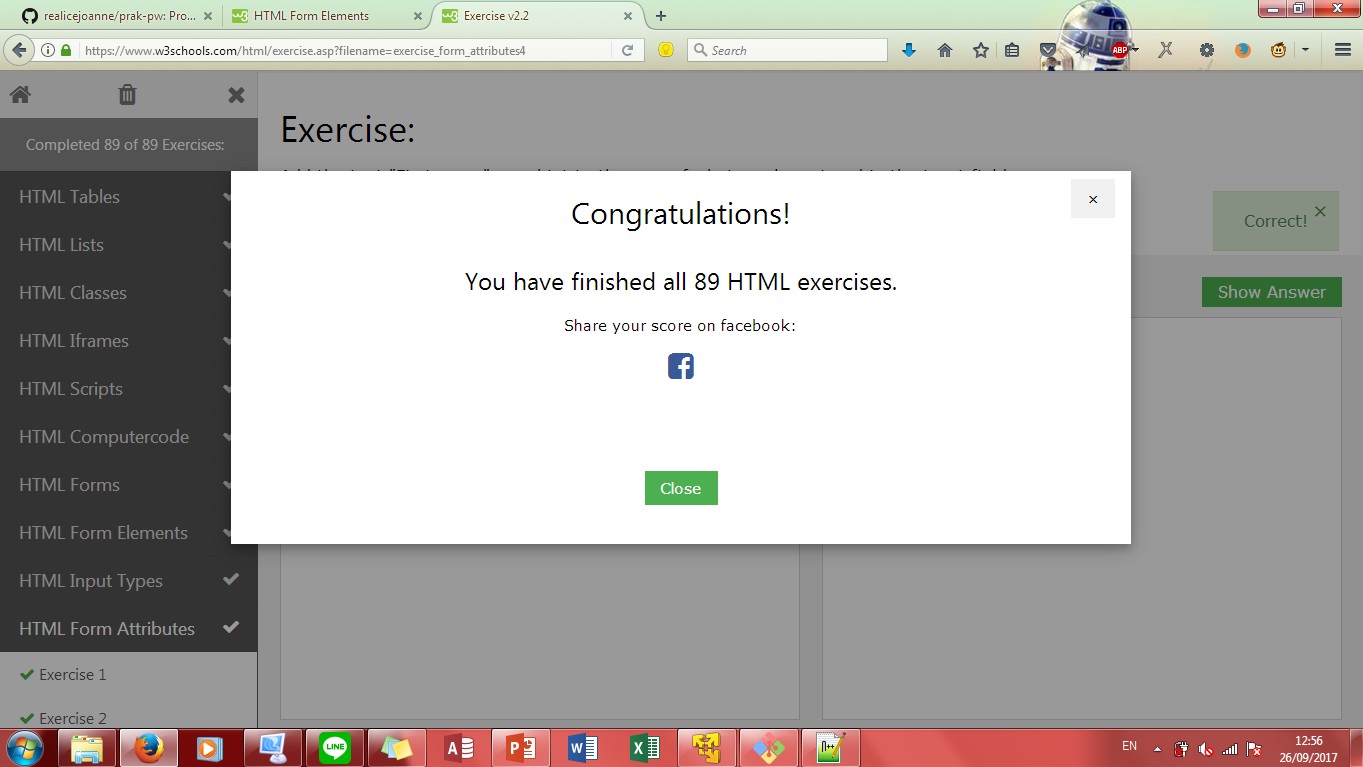 realicejoanne/prak-pw: Pro...
HTML Form Elements
Exercise v2.2
https://www.w3schools.com/html/exercise.asp?filename=exercise_form_attributes4
Search
ABP
Completed 89 of 89 Exercises:
HTML Tables
HTML Lists
HTML Classes
HTML Iframes
HTML Scripts
HTML Computercode
HTML Forms
HTML Form Elements
HTML Input Types
HTML Form Attributes
Exercise 1
Exercise 2
Exercise:
Correct!
Show Answer
Congratulations!
You have finished all 89 HTML exercises.
Share your score on facebook:
Close
LINE
EN
12:56
26/09/2017